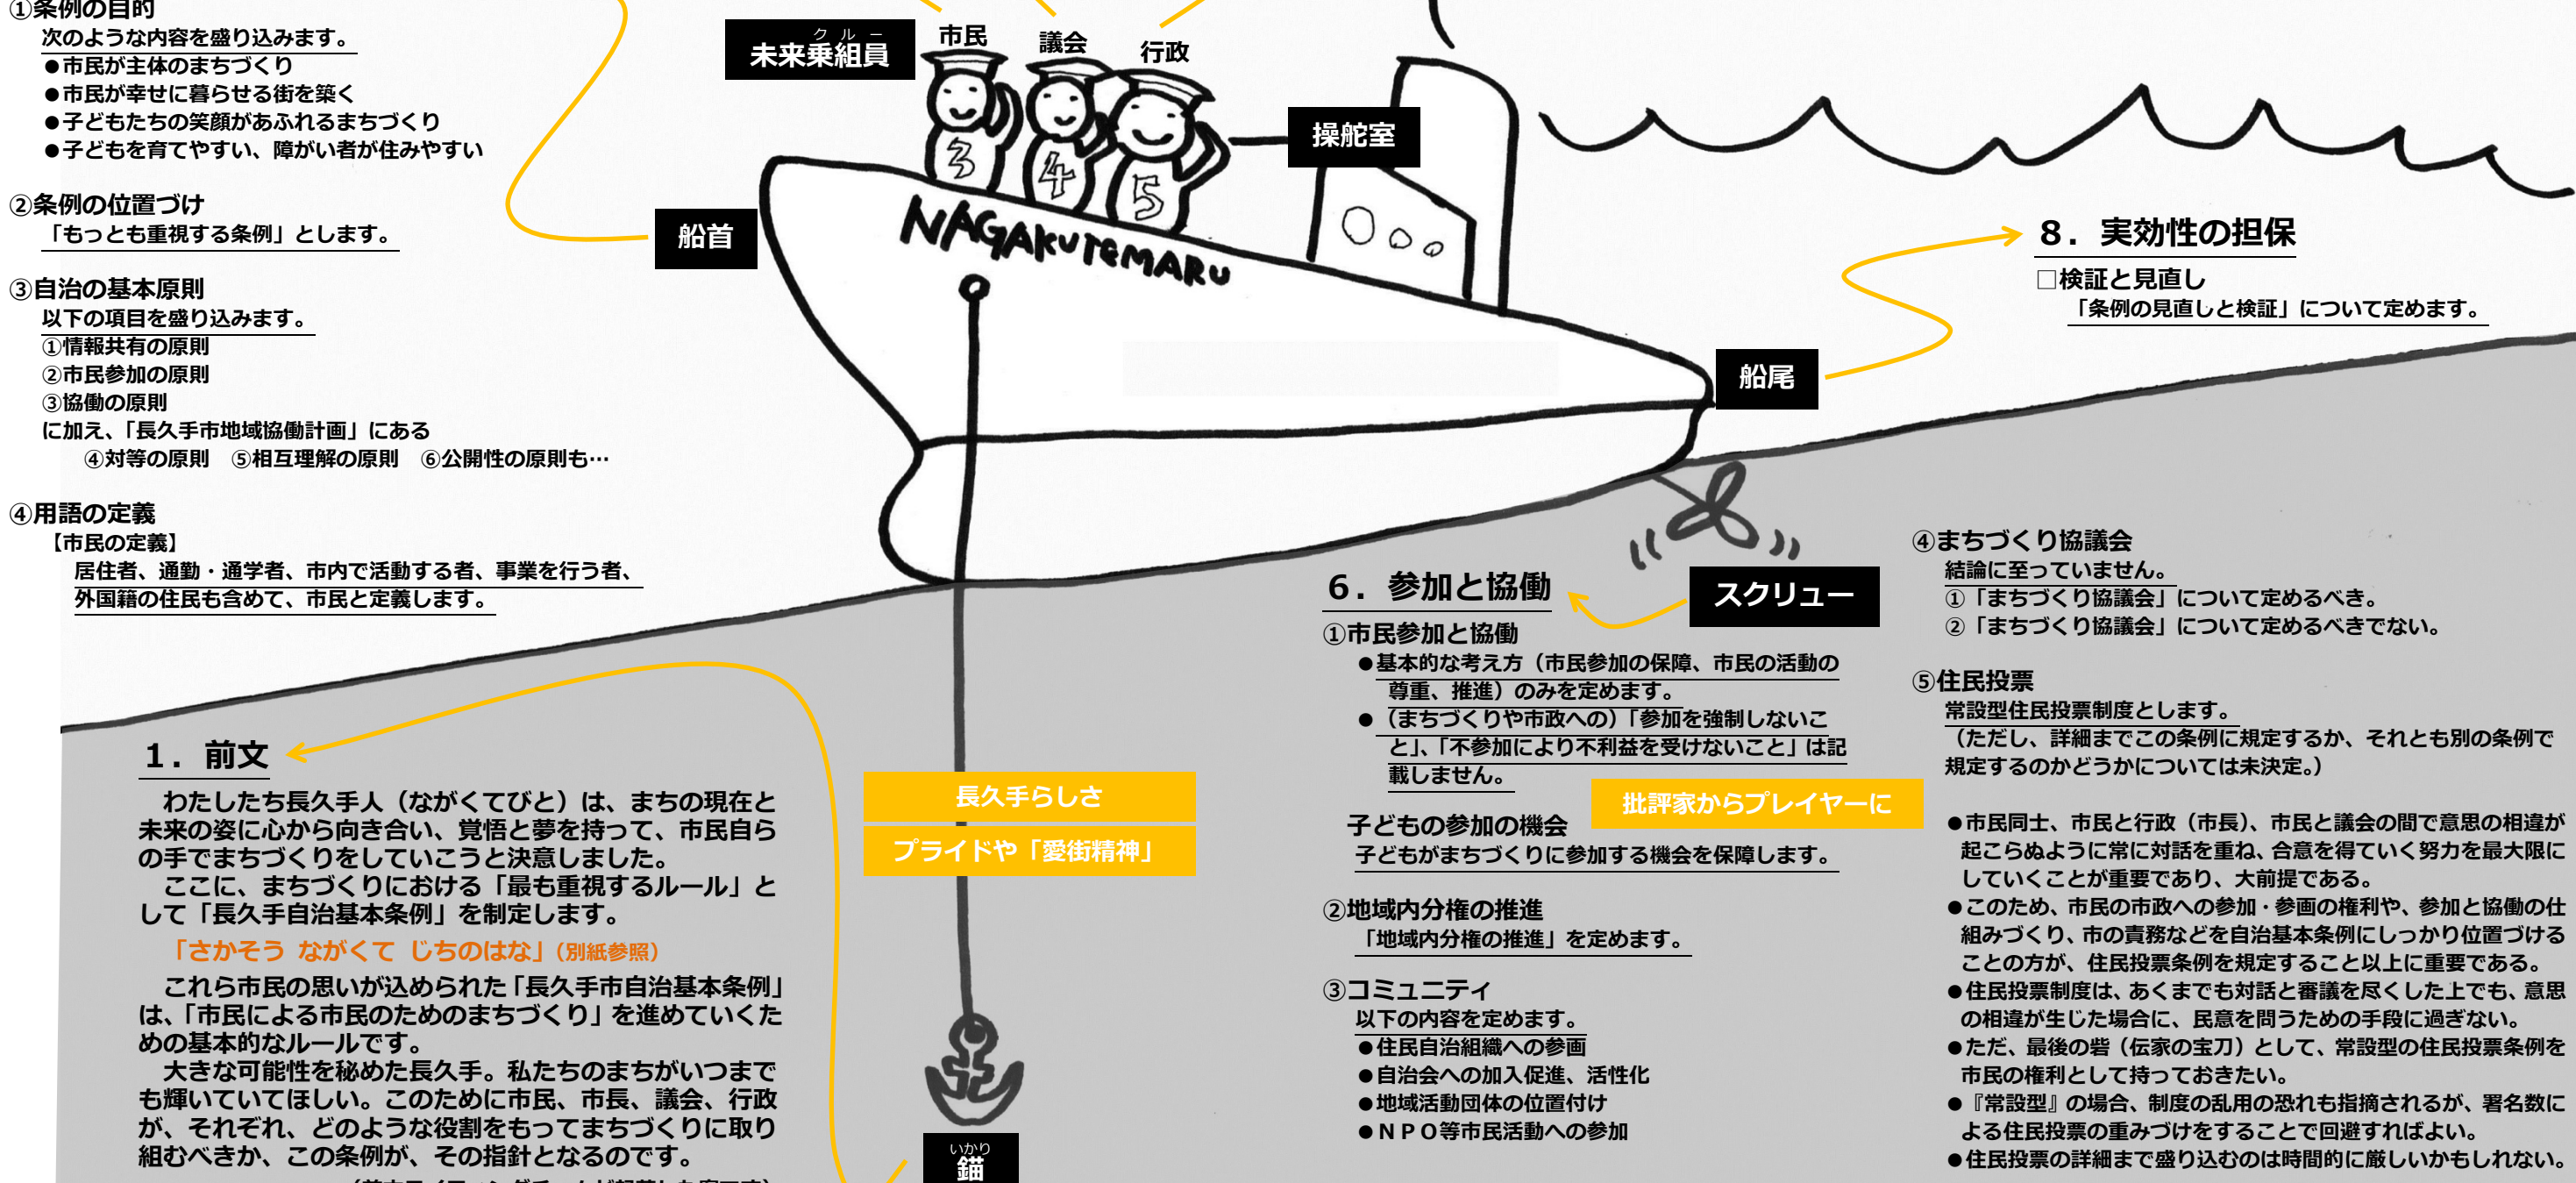 ①条例の目的
次のような内容を盛り込みます。
●市民が主体のまちづくり
●市民が幸せに暮らせる街を築く
●子どもたちの笑顔があふれるまちづくり
●子どもを育てやすい、障がい者が住みやすい
②条例の位置づけ
「もっとも重視する条例」とします。
③自治の基本原則
以下の項目を盛り込みます。
①情報共有の原則
②市民参加の原則
③協働の原則
に加え、「長久手市地域協働計画」にある
④対等の原則　⑤相互理解の原則　⑥公開性の原則も…
④用語の定義
【市民の定義】
居住者、通勤・通学者、市内で活動する者、事業を行う者、
外国籍の住民も含めて、市民と定義します。
クルー
未来乗組員
市民
議会
行政
3
4
5
操舵室
船首
NAGAKUTEMARU
船尾
スクリュー
8．実効性の担保
□検証と見直し
「条例の見直しと検証」について定めます。
1．前文
わたしたち長久手人（ながくてびと）は、まちの現在と
未来の姿に心から向き合い、覚悟と夢を持って、市民自ら
の手でまちづくりをしていこうと決意しました。
ここに、まちづくりにおける「最も重視するルール」と
して「長久手自治基本条例」を制定します。
「さかそう ながくて じちのはな」（別紙参照）
これら市民の思いが込められた「長久手市自治基本条例」
は、「市民による市民のためのまちづくり」を進めていくた
めの基本的なルールです。
大きな可能性を秘めた長久手。私たちのまちがいつまで
も輝いていてほしい。このために市民、市長、議会、行政
が、それぞれ、どのような役割をもってまちづくりに取り
組むべきか、この条例が、その指針となるのです。
長久手らしさ
プライドや「愛街精神」
いかり
錨
6．参加と協働
①市民参加と協働
●基本的な考え方（市民参加の保障、市民の活動の
尊重、推進）のみを定めます。
●（まちづくりや市政への）「参加を強制しないこ
と」、「不参加により不利益を受けないこと」は記
載しません。
批評家からプレイヤーに
子どもの参加の機会
子どもがまちづくりに参加する機会を保障します。
②地域内分権の推進
「地域内分権の推進」を定めます。
③コミュニティ
以下の内容を定めます。
●住民自治組織への参画
●自治会への加入促進、活性化
●地域活動団体の位置付け
●ＮＰＯ等市民活動への参加
④まちづくり協議会
結論に至っていません。
①「まちづくり協議会」について定めるべき。
②「まちづくり協議会」について定めるべきでない。
⑤住民投票
常設型住民投票制度とします。
（ただし、詳細までこの条例に規定するか、それとも別の条例で
規定するのかどうかについては未決定。）
●市民同士、市民と行政（市長）、市民と議会の間で意思の相違が
起こらぬように常に対話を重ね、合意を得ていく努力を最大限に
していくことが重要であり、大前提である。
●このため、市民の市政への参加・参画の権利や、参加と協働の仕
組みづくり、市の責務などを自治基本条例にしっかり位置づける
ことの方が、住民投票条例を規定すること以上に重要である。
●住民投票制度は、あくまでも対話と審議を尽くした上でも、意思
の相違が生じた場合に、民意を問うための手段に過ぎない。
●ただ、最後の砦（伝家の宝刀）として、常設型の住民投票条例を
市民の権利として持っておきたい。
●『常設型』の場合、制度の乱用の恐れも指摘されるが、署名数に
よる住民投票の重みづけをすることで回避すればよい。
●住民投票の詳細まで盛り込むのは時間的に厳しいかもしれない。